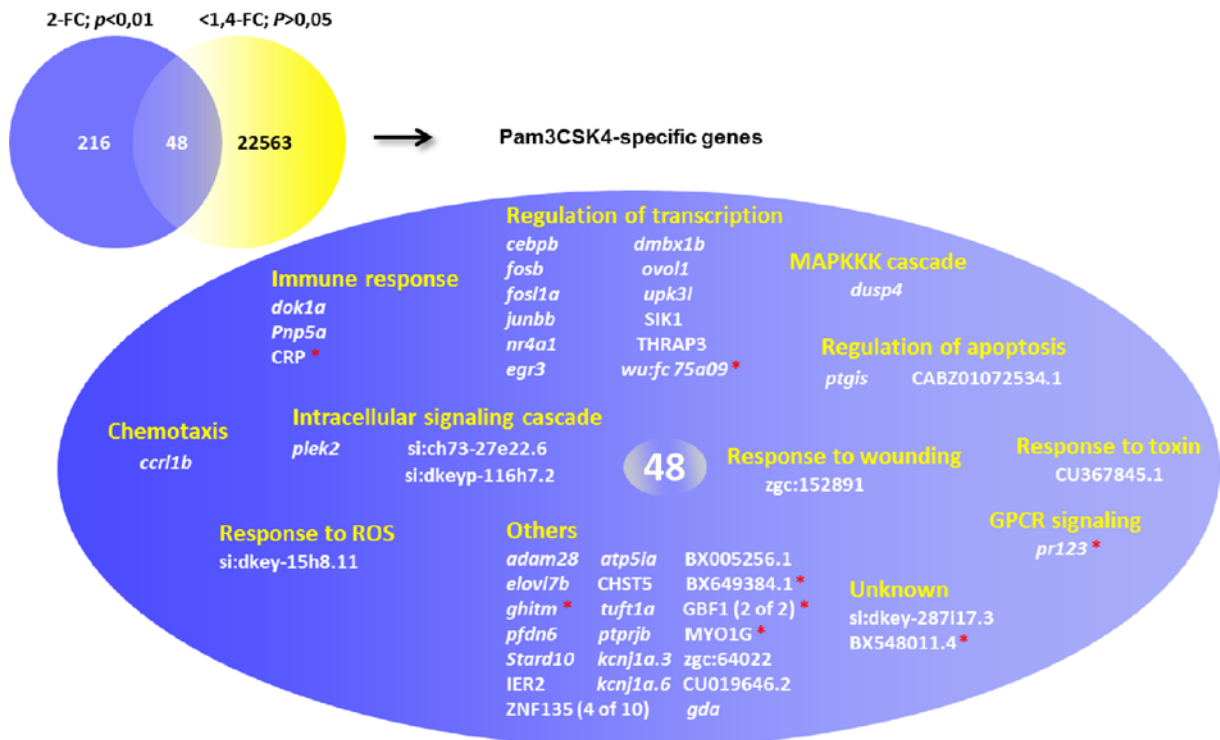 2-FC; p<0,01
<1,4-FC; P>0,05
216
48
22563
Pam3CSK4-specific genes
Regulation of transcription
cebpb dmbx1b
fosb ovol1
fosl1a upk3l
junbb SIK1
nr4a1 THRAP3
egr3 wu:fc 75a09 *
Immune response
dok1a
Pnp5a
CRP *
MAPKKK cascade
dusp4
Regulation of apoptosis
ptgis CABZ01072534.1
Chemotaxis
ccrl1b
Intracellular signaling cascade
plek2 si:ch73-27e22.6
si:dkeyp-116h7.2
48
Response to wounding
zgc:152891
Response to toxin
CU367845.1
GPCR signaling
pr123 *
Response to ROS
si:dkey-15h8.11
Others
adam28 atp5ia BX005256.1
elovl7b CHST5 BX649384.1 *
ghitm * tuft1a GBF1 (2 of 2) *
pfdn6 ptprjb MYO1G *
Stard10 kcnj1a.3 zgc:64022
IER2 kcnj1a.6 CU019646.2
ZNF135 (4 of 10) gda
Unknown
si:dkey-287i17.3
BX548011.4 *